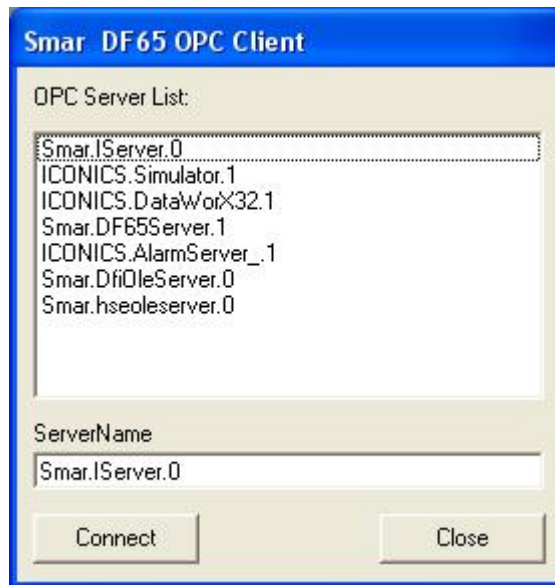 Smar DF65 OPC Client
OPC Server List:
Smar.IServer.0
ICONICS.Simulator.1
ICONICS.DataWorX32.1
Smar.DF65Server.1
ICONICS.AlarmServer_.1
Smar.DfiOleServer.0
Smar.hseoleserver.0
ServerName
Smar.IServer.0
Connect Close